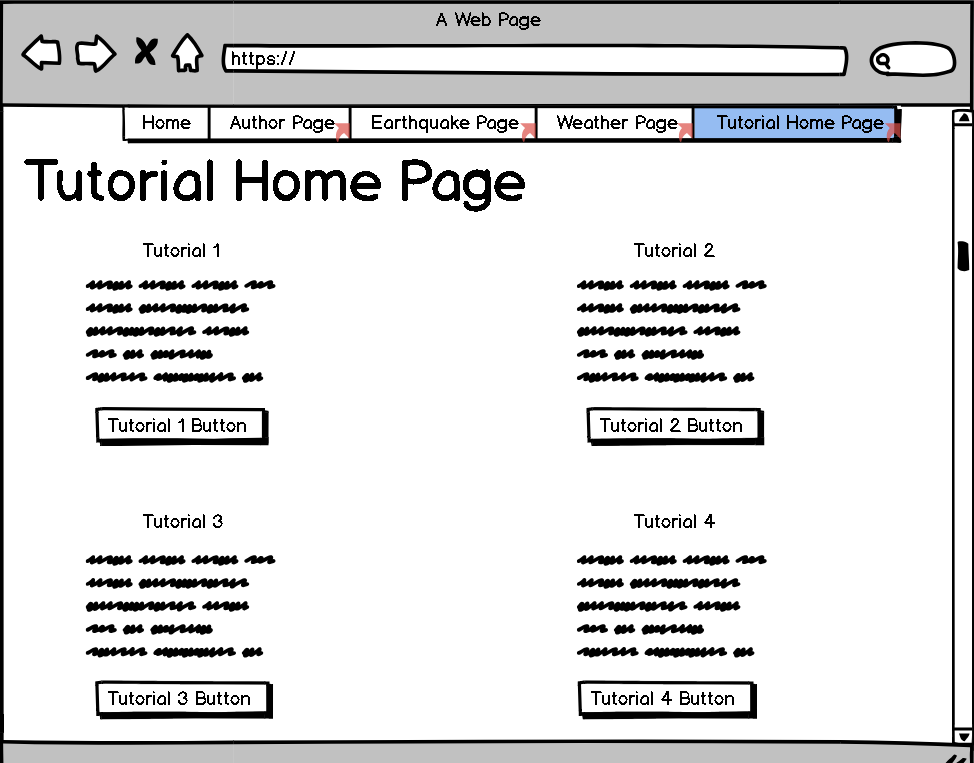 A Web Page
https://
Home Author Page Earthquake Page Weather Page Tutorial Home Page
Tutorial Home Page
Tutorial 1 Tutorial 2
Tutorial 1 Button Tutorial 2 Button
Tutorial 3 Tutorial 4
Tutorial 3 Button Tutorial 4 Button